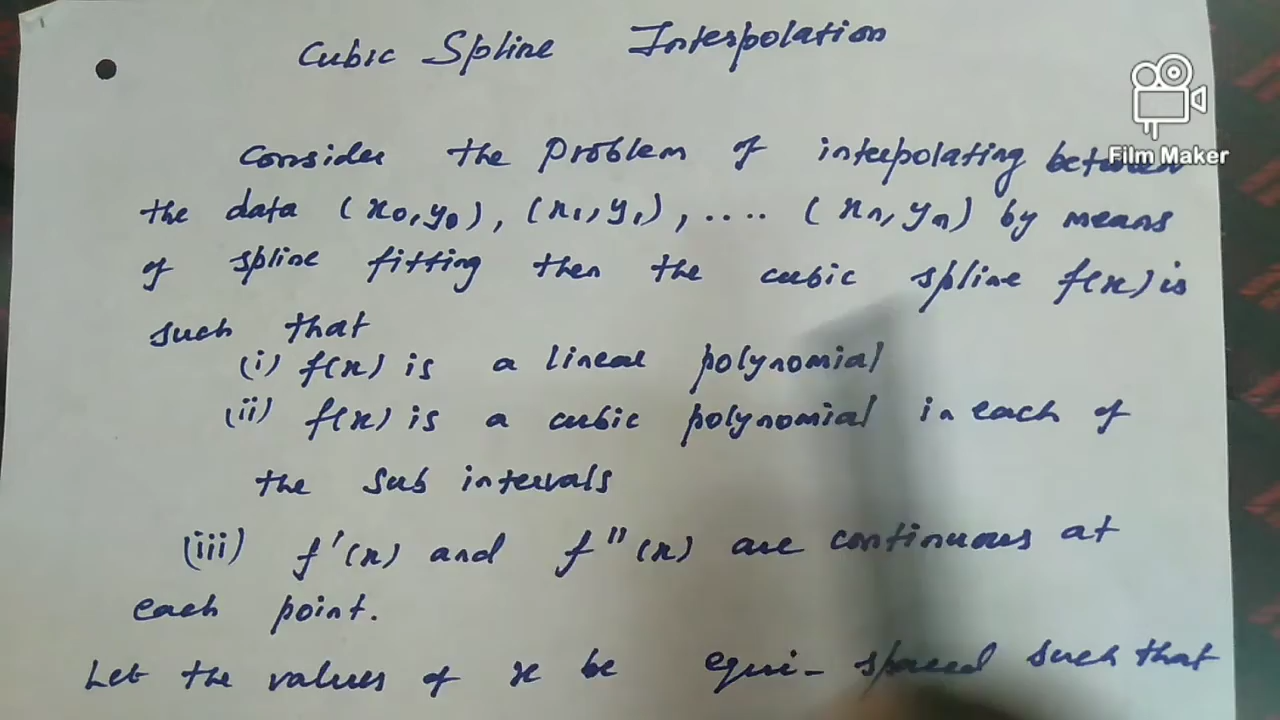 Cubic Spline Interpolation
Film Maker
Consider the problem of interpolating between
the data (x0,y0), (x1,y1), .... (xn,yn) by means
of spline fitting then the cubic spline f(x) is
such that
(i) f(x) is a linear polynomial
(ii) f(x) is a cubic polynomial in each of
the sub intervals
(iii) f'(x) and f"(x) are continuous at
each point.
Let the values of x be equi- spaced such that